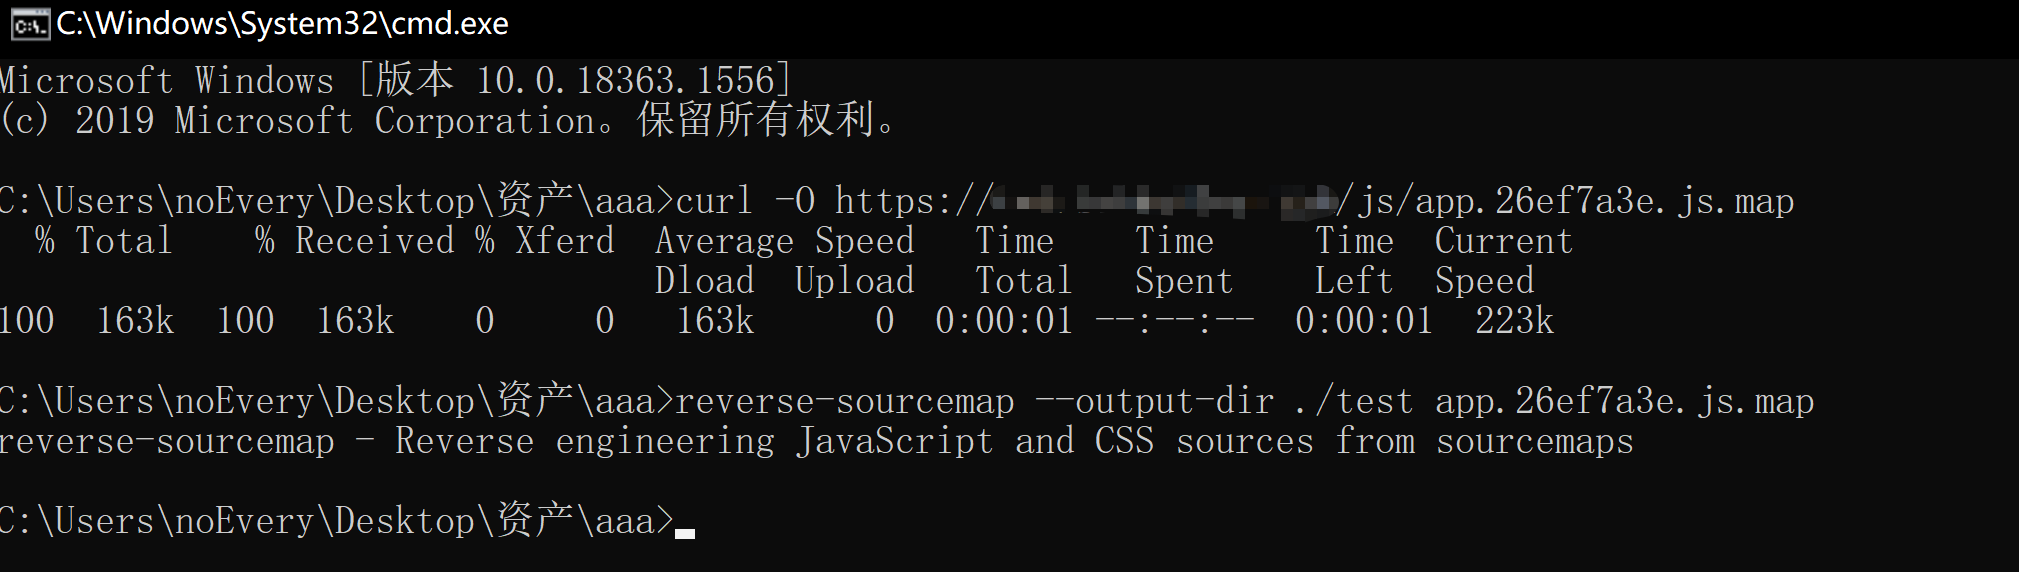 C:\Windows\System32\cmd.exe
Microsoft Windows [版本 10.0.18363.1556]
(c) 2019 Microsoft Corporation。保留所有权利。
C:\Users\noEvery\Desktop\资产\aaa>curl -O https:// /js/app.26ef7a3e.js.map
% Total % Received % Xferd Average Speed Time Time Time Current
Dload Upload Total Spent Left Speed
100 163k 100 163k 0 0 163k 0 0:00:01 --:--:-- 0:00:01 223k
C:\Users\noEvery\Desktop\资产\aaa>reverse-sourcemap --output-dir ./test app.26ef7a3e.js.map
reverse-sourcemap - Reverse engineering JavaScript and CSS sources from sourcemaps
C:\Users\noEvery\Desktop\资产\aaa>